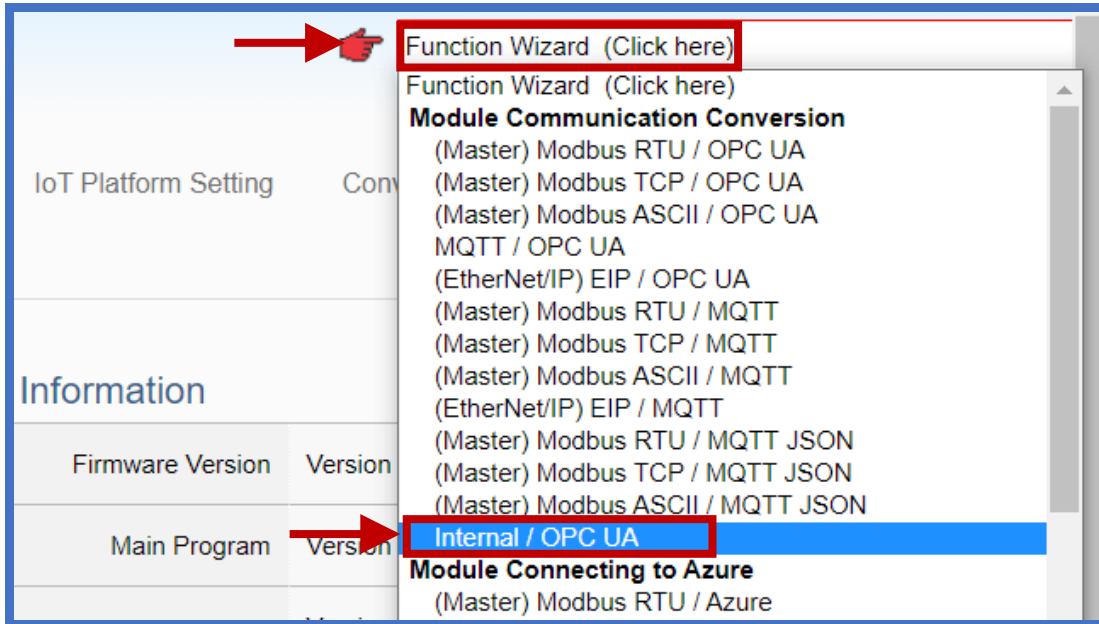 Function Wizard (Click here)
Function Wizard (Click here)
Module Communication Conversion
(Master) Modbus RTU / OPC UA
(Master) Modbus TCP / OPC UA
(Master) Modbus ASCII / OPC UA
MQTT / OPC UA
(EtherNet/IP) EIP / OPC UA
(Master) Modbus RTU / MQTT
(Master) Modbus TCP / MQTT
(Master) Modbus ASCII / MQTT
(EtherNet/IP) EIP / MQTT
(Master) Modbus RTU / MQTT JSON
(Master) Modbus TCP / MQTT JSON
(Master) Modbus ASCII / MQTT JSON
Internal / OPC UA
Module Connecting to Azure
(Master) Modbus RTU / Azure
IoT Platform Setting
Information
Firmware Version Version
Main Program Version